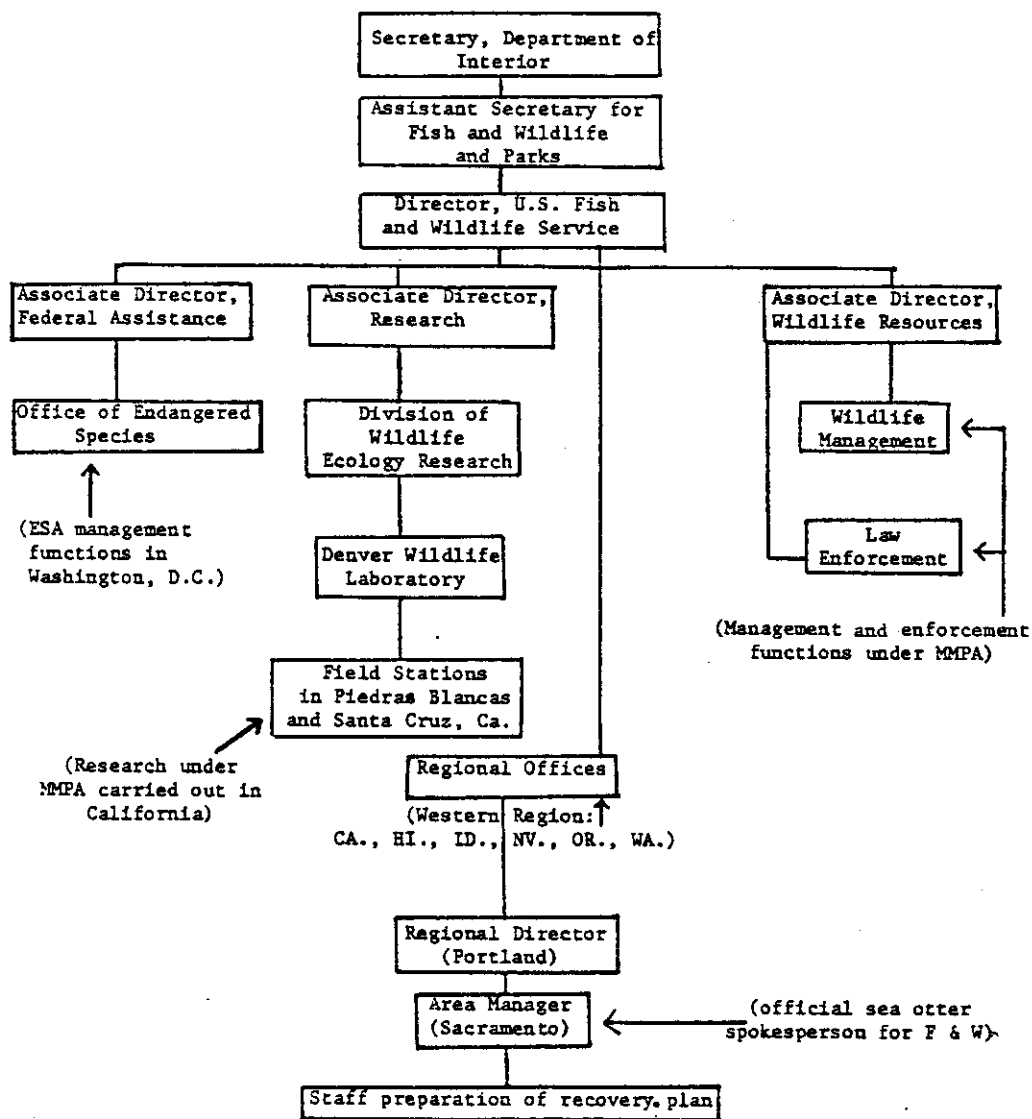 Secretary, Department of
Interior
Assistant Secretary for
Fish and Wildlife
and Parks
Director, U.S. Fish
and Wildlife Service
Associate Director,
Federal Assistance
Associate Director,
Research
Associate Director,
Wildlife Resources
Office of Endangered
Species
Division of
Wildlife
Ecology Research
Wildlife
Management
(ESA management
functions in
Washington, D.C.)
Denver Wildlife
Laboratory
Law
Enforcement
(Management and enforcement
functions under MMPA)
Field Stations
in Piedras Blancas
and Santa Cruz, Ca.
(Research under
MMPA carried out in
California)
Regional Offices
(Western Region:
CA., HI., ID., NV., OR., WA.)
Regional Director
(Portland)
Area Manager
(Sacramento)
(official sea otter
spokesperson for F & W)
Staff preparation of recovery.plan